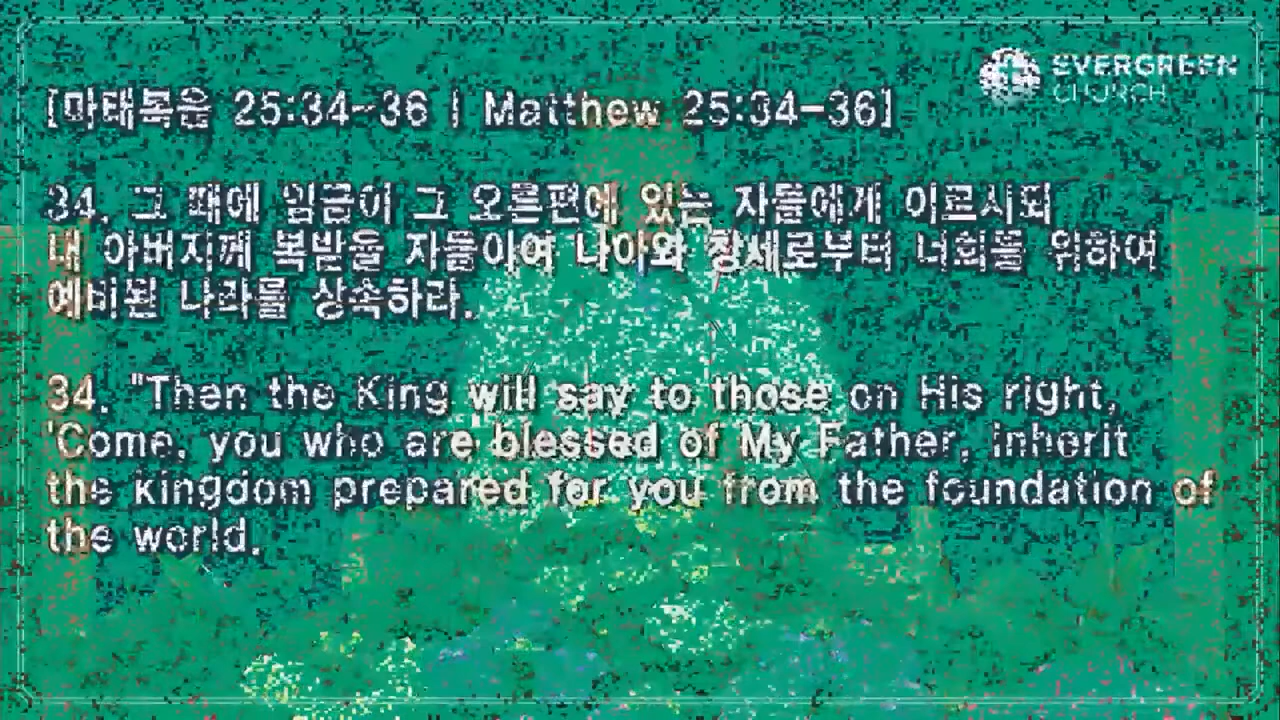 EVERGREEN
CHURCH
[마태복음 25:34~36 | Matthew 25:34-36]
34. 그 때에 임금이 그 오른편에 있는 자들에게 이르시되
내 아버지께 복받을 자들이여 나아와 창세로부터 너희를 위하여
예비된 나라를 상속하라.
34. "Then the King will say to those on His right,
'Come, you who are blessed of My Father, inherit
the kingdom prepared for you from the foundation of
the world.